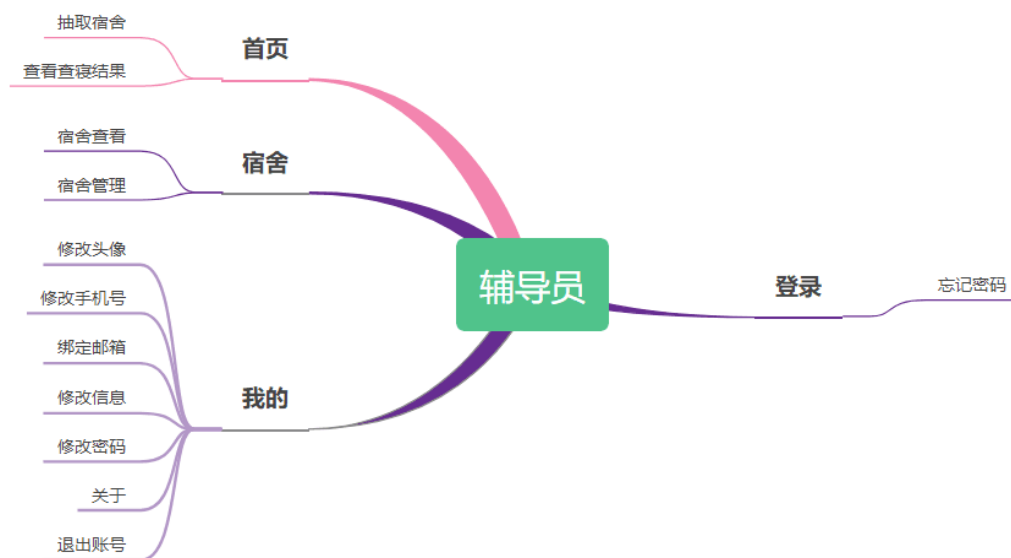 抽取宿舍
首页
查看查寝结果
宿舍查看
宿舍
宿舍管理
修改头像
修改手机号
绑定邮箱
修改信息
我的
修改密码
关于
退出账号
辅导员
登录
忘记密码